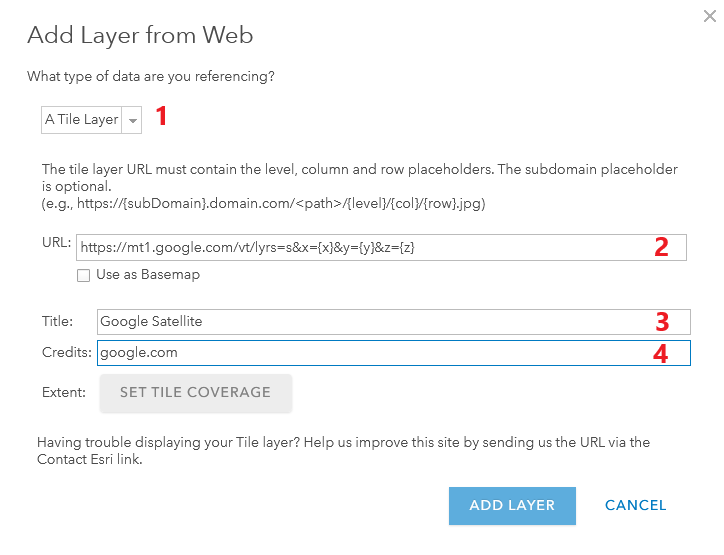 Add Layer from Web
What type of data are you referencing?
A Tile Layer 1
The tile layer URL must contain the level, column and row placeholders. The subdomain placeholder
is optional.
(e.g., https://{subDomain}.domain.com/<path>/{level}/{col}/{row}.jpg)
URL: https://mt1.google.com/vt/lyrs=s&x={x}&y={y}&z={z} 2
Use as Basemap
Title: Google Satellite 3
Credits: google.com 4
Extent: SET TILE COVERAGE
Having trouble displaying your Tile layer? Help us improve this site by sending us the URL via the
Contact Esri link.
ADD LAYER CANCEL